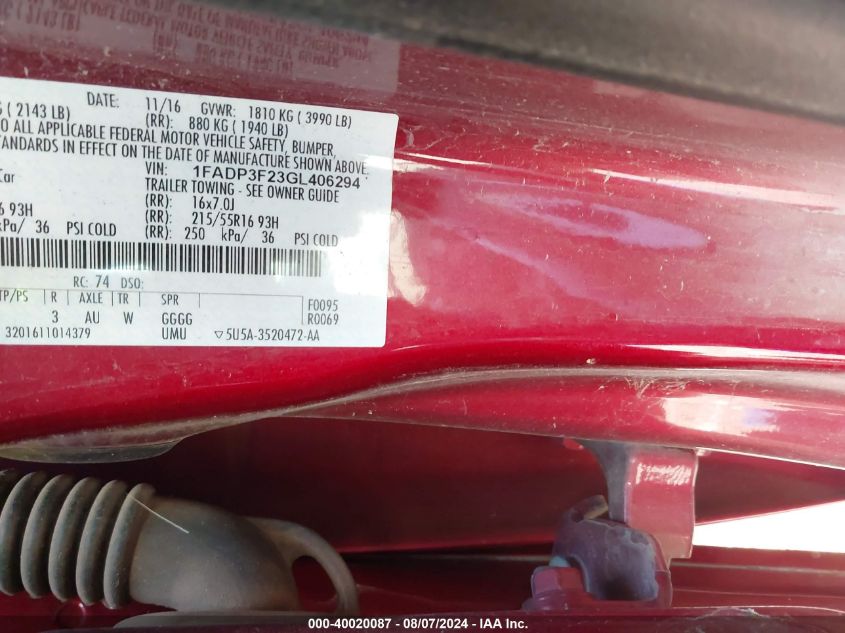 DATE: 11/16 GVWR: 1810 KG ( 3990 LB)
G ( 2143 LB) (RR): 880 KG ( 1940 LB)
O ALL APPLICABLE FEDERAL MOTOR VEHICLE SAFETY, BUMPER,
STANDARDS IN EFFECT ON THE DATE OF MANUFACTURE SHOWN ABOVE.
VIN: 1FADP3F23GL406294
Car TRAILER TOWING - SEE OWNER GUIDE
(RR): 16x7.0J
6 93H (RR): 215/55R16 93H
kPa/ 36 PSI COLD (RR): 250 kPa/ 36 PSI COLD
RC: 74 DSO:
TP/PS R AXLE TR SPR F0095
3 AU W GGGG R0069
3201611014379 UMU ▽5U5A-3520472-AA
000-40020087 - 08/07/2024 - IAA Inc.